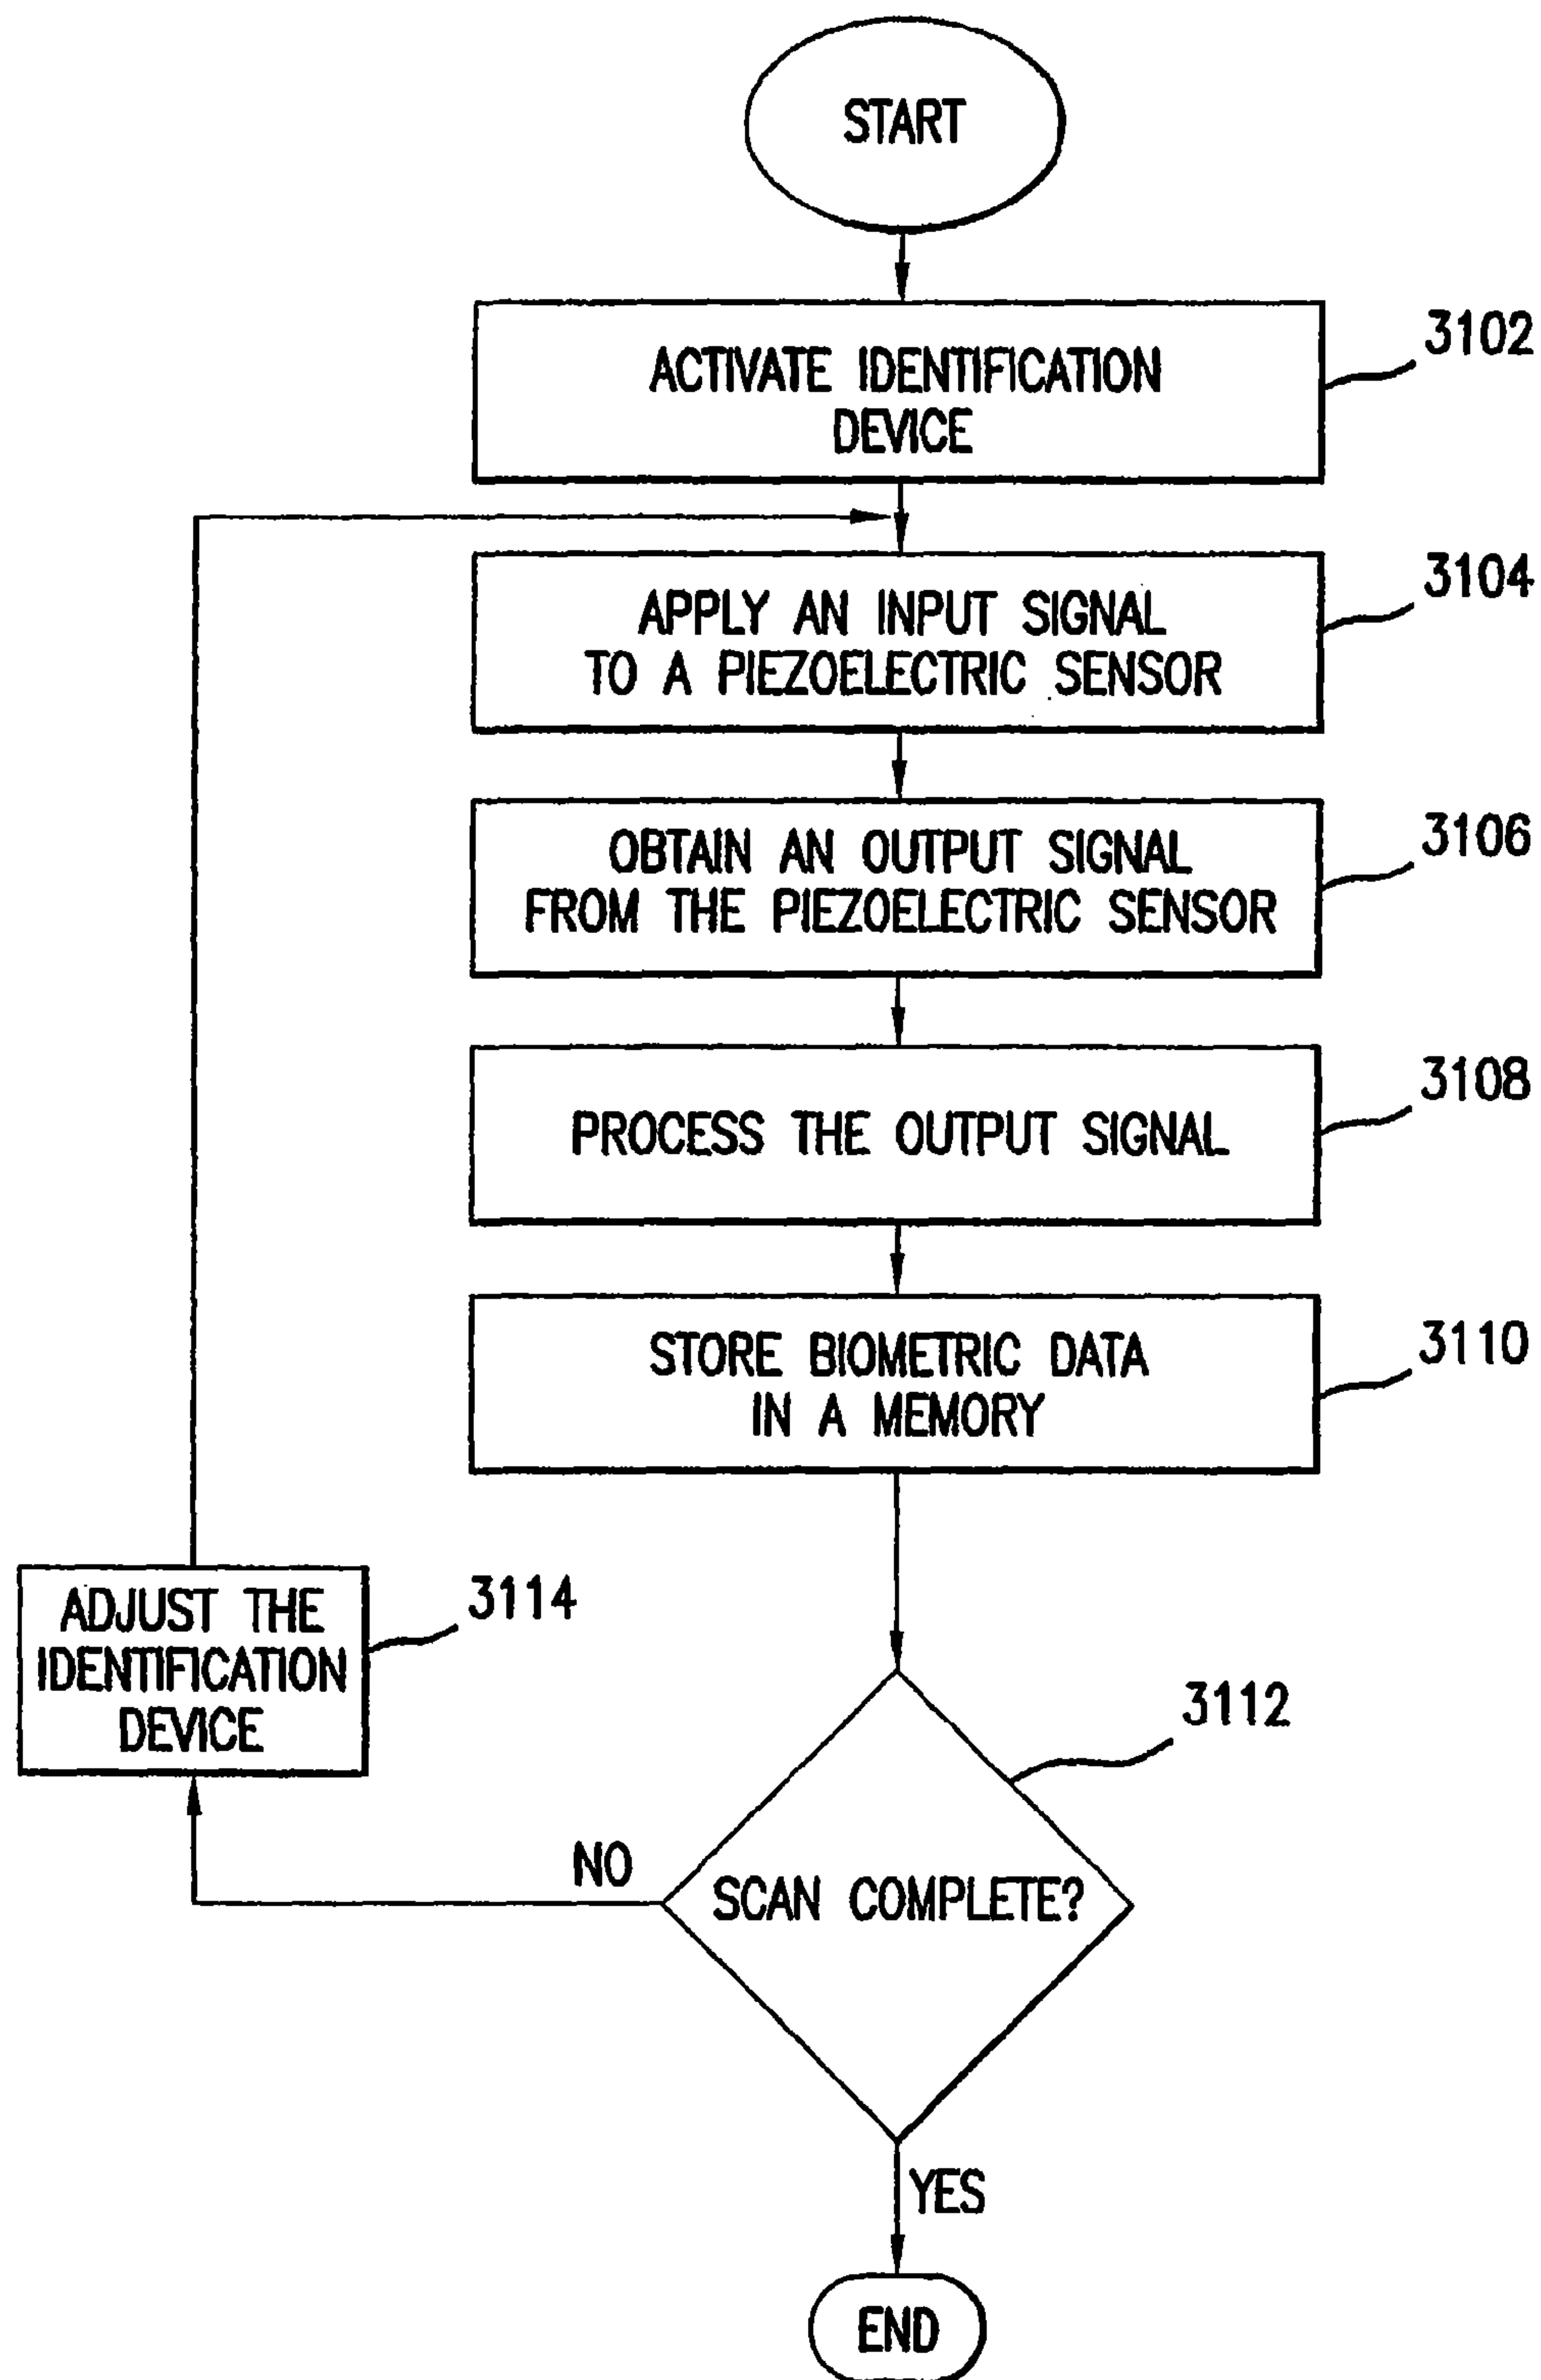 START
ACTIVATE IDENTIFICATION
DEVICE
3102
APPLY AN INPUT SIGNAL
TO A PIEZOELECTRIC SENSOR
3104
OBTAIN AN OUTPUT SIGNAL
FROM THE PIEZOELECTRIC SENSOR
3106
PROCESS THE OUTPUT SIGNAL
3108
STORE BIOMETRIC DATA
IN A MEMORY
3110
ADJUST THE
IDENTIFICATION
DEVICE
3114
3112
NO
SCAN COMPLETE?
YES
END